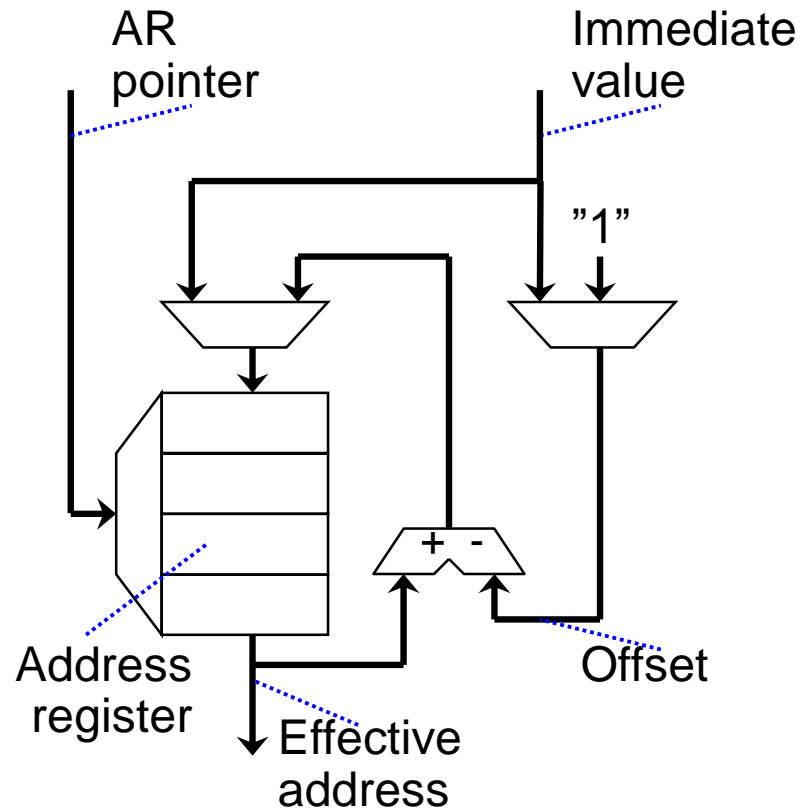 AR
pointer
Immediate
value
”1”
+ -
Address
register
Offset
Effective
address